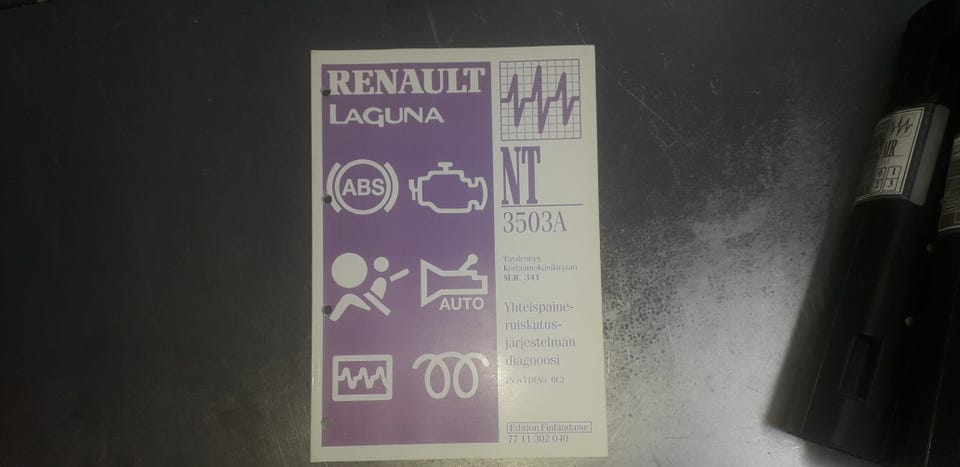 RENAULT
LAGUNA
ABS
AUTO
NT
3503A
Täydennys
Korjaamokäsikirjaan
M.R. 341
Yhteispaine-
ruiskutus-
järjestelmän
diagnoosi
Edition Finlandaise
77 11 302 040